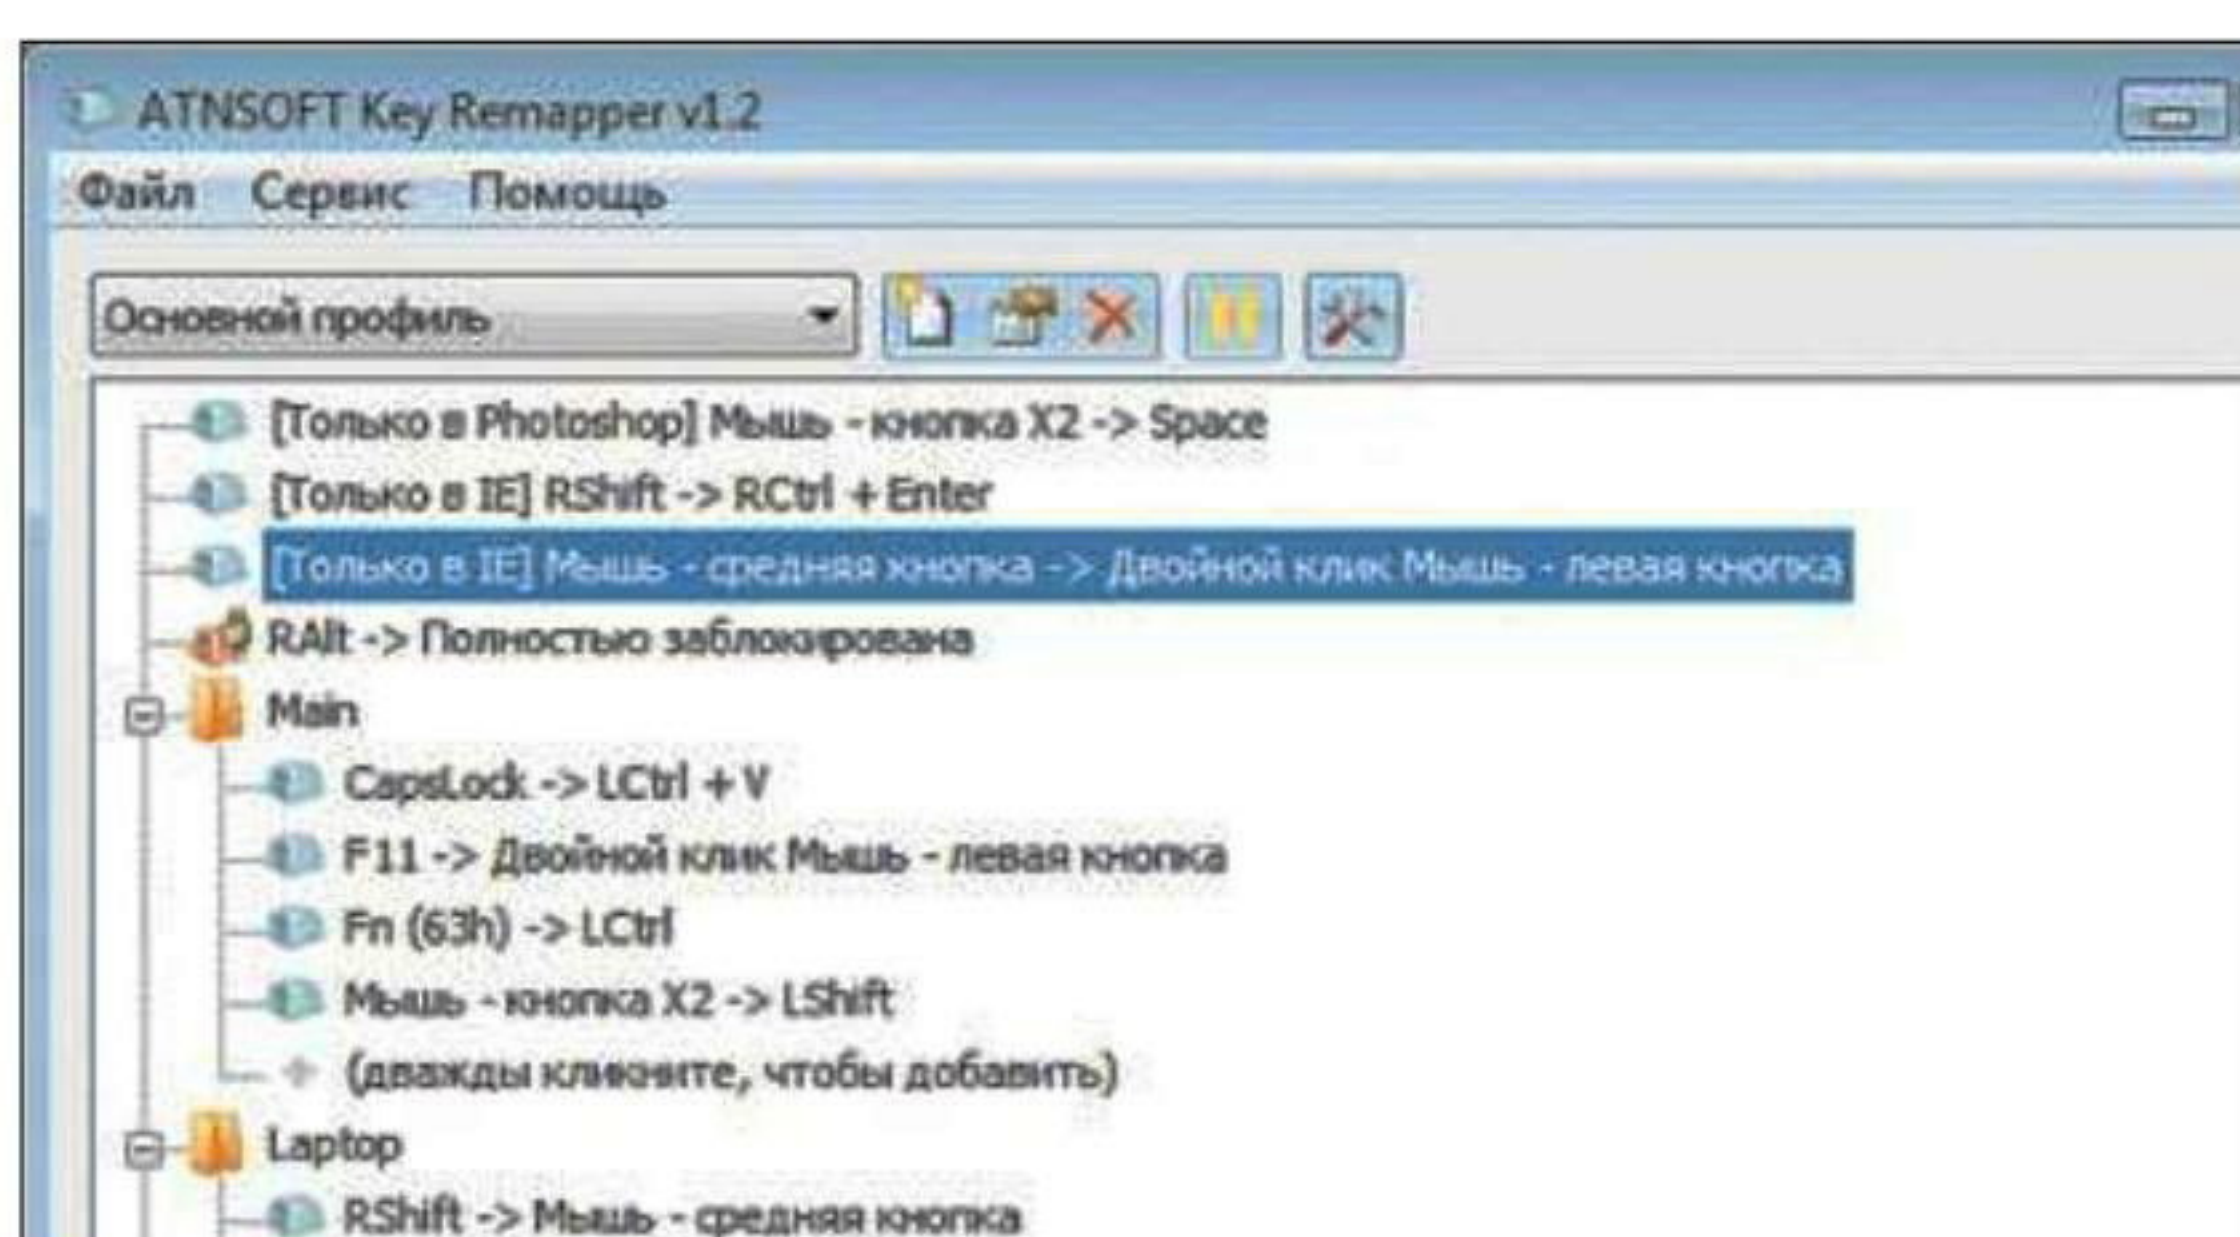 ATNSOFT Key Remapper v1.2
Файл Сервис Помощь
Основной профиль
[Только в Photoshop] Мышь - кнопка X2 -> Space
[Только в IE] RShift -> RCtrl + Enter
[Только в IE] Мышь - средняя кнопка -> Двойной клик Мышь - левая кнопка
RAlt -> Полностью заблокирована
Main
CapsLock -> LCtrl + V
F11 -> Двойной клик Мышь - левая кнопка
Fn (63h) -> LCtrl
Мышь - кнопка X2 -> LShift
(дважды кликните, чтобы добавить)
Laptop
RShift -> Мышь - средняя кнопка